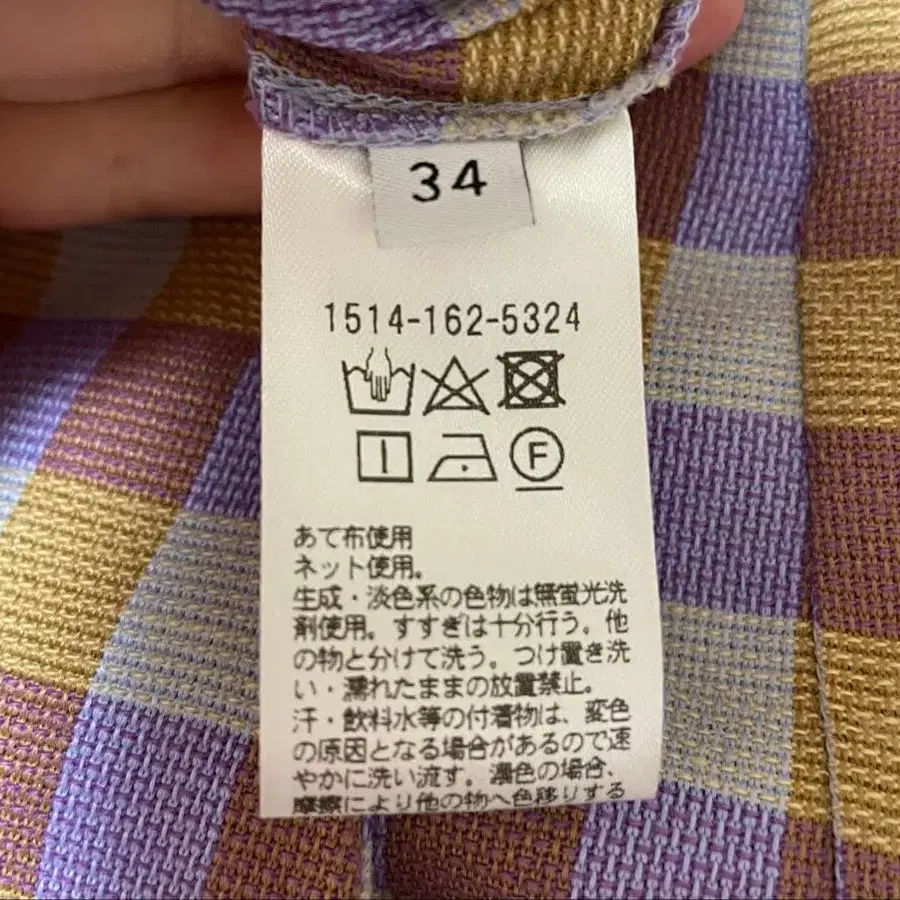 34
1514-162-5324
F
あて布使用
ネット使用。
生成・淡色系の色物は無蛍光洗
剤使用。すすぎは十分行う。他
の物と分けて洗う。つけ置き洗
い・濡れたままの放置禁止。
汗・飲料水等の付着物は、変色
の原因となる場合があるので速
やかに洗い流す。濃色の場合、
摩擦により他の物へ色移りする